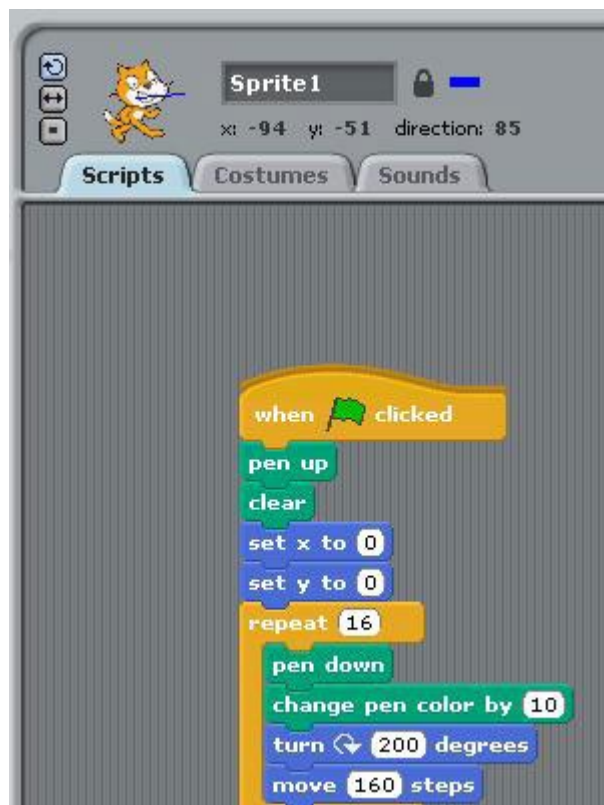 Sprite1
x: -94 y: -51 direction: 85
Scripts Costumes Sounds
when clicked
pen up
clear
set x to 0
set y to 0
repeat 16
pen down
change pen color by 10
turn 200 degrees
move 160 steps